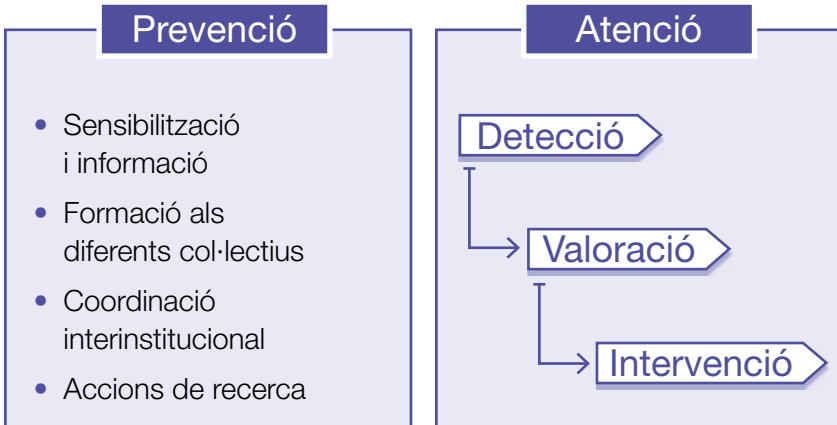 Prevenció
• Sensibilització
i informació
• Formació als
diferents col·lectius
• Coordinació
interinstitucional
• Accions de recerca
Atenció
Detecció
Valoració
Intervenció